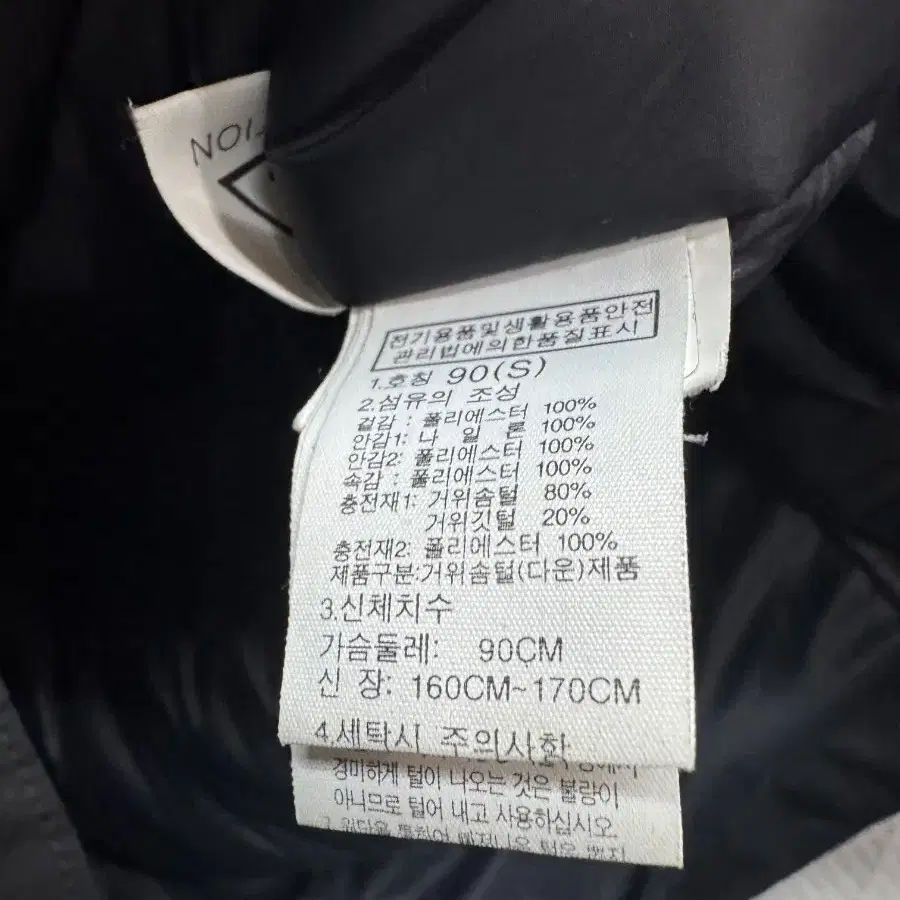 전기용품및생활용품안전
관리법에의한품질표시
1.호칭 90(S)
2.섬유의 조성
겉감 : 폴리에스터 100%
안감1: 나 일 론 100%
안감2: 폴리에스터 100%
속감 : 폴리에스터 100%
충전재1: 거위솜털 80%
거위깃털 20%
충전재2: 폴리에스터 100%
제품구분:거위솜털(다운)제품
3.신체치수
가슴둘레: 90CM
신 장: 160CM~170CM
4.세탁시 주의사항
경미하게 털이 나오는 것은 불량이
아니므로 털어 내고 사용하십시오